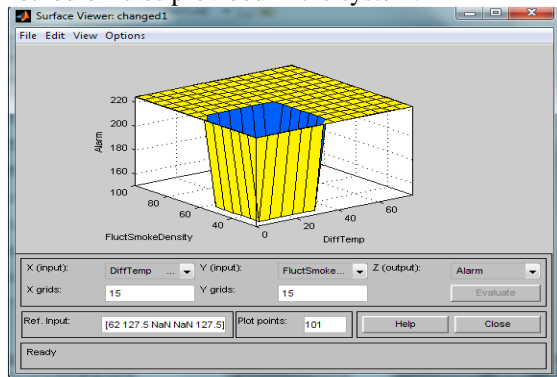 Surface Viewer: changed1
File Edit View Options
220
200
180
160
100
Alarm
80
60
40
FluctSmokeDensity
0
20
40
60
DiffTemp
X (input): DiffTemp ... Y (input): FluctSmoke... Z (output): Alarm
X grids: 15 Y grids: 15 Evaluate
Ref. Input: [62 127.5 NaN NaN 127.5] Plot points: 101 Help Close
Ready